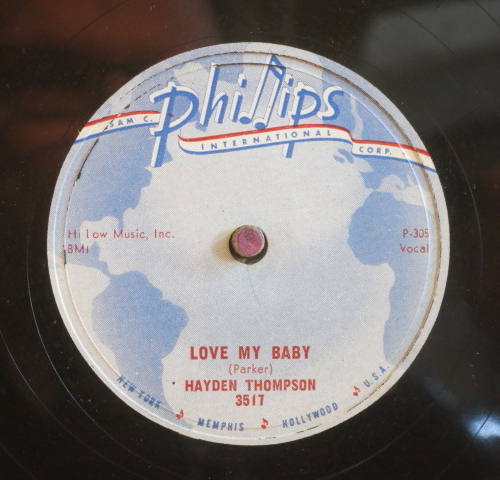 SAM C.
Phillips
INTERNATIONAL
CORP.
Hi Low Music, Inc.
BMI
P-305
Vocal
LOVE MY BABY
(Parker)
HAYDEN THOMPSON
3517
NEW YORK ♪ MEMPHIS ♪ HOLLYWOOD ♪ U.S.A.